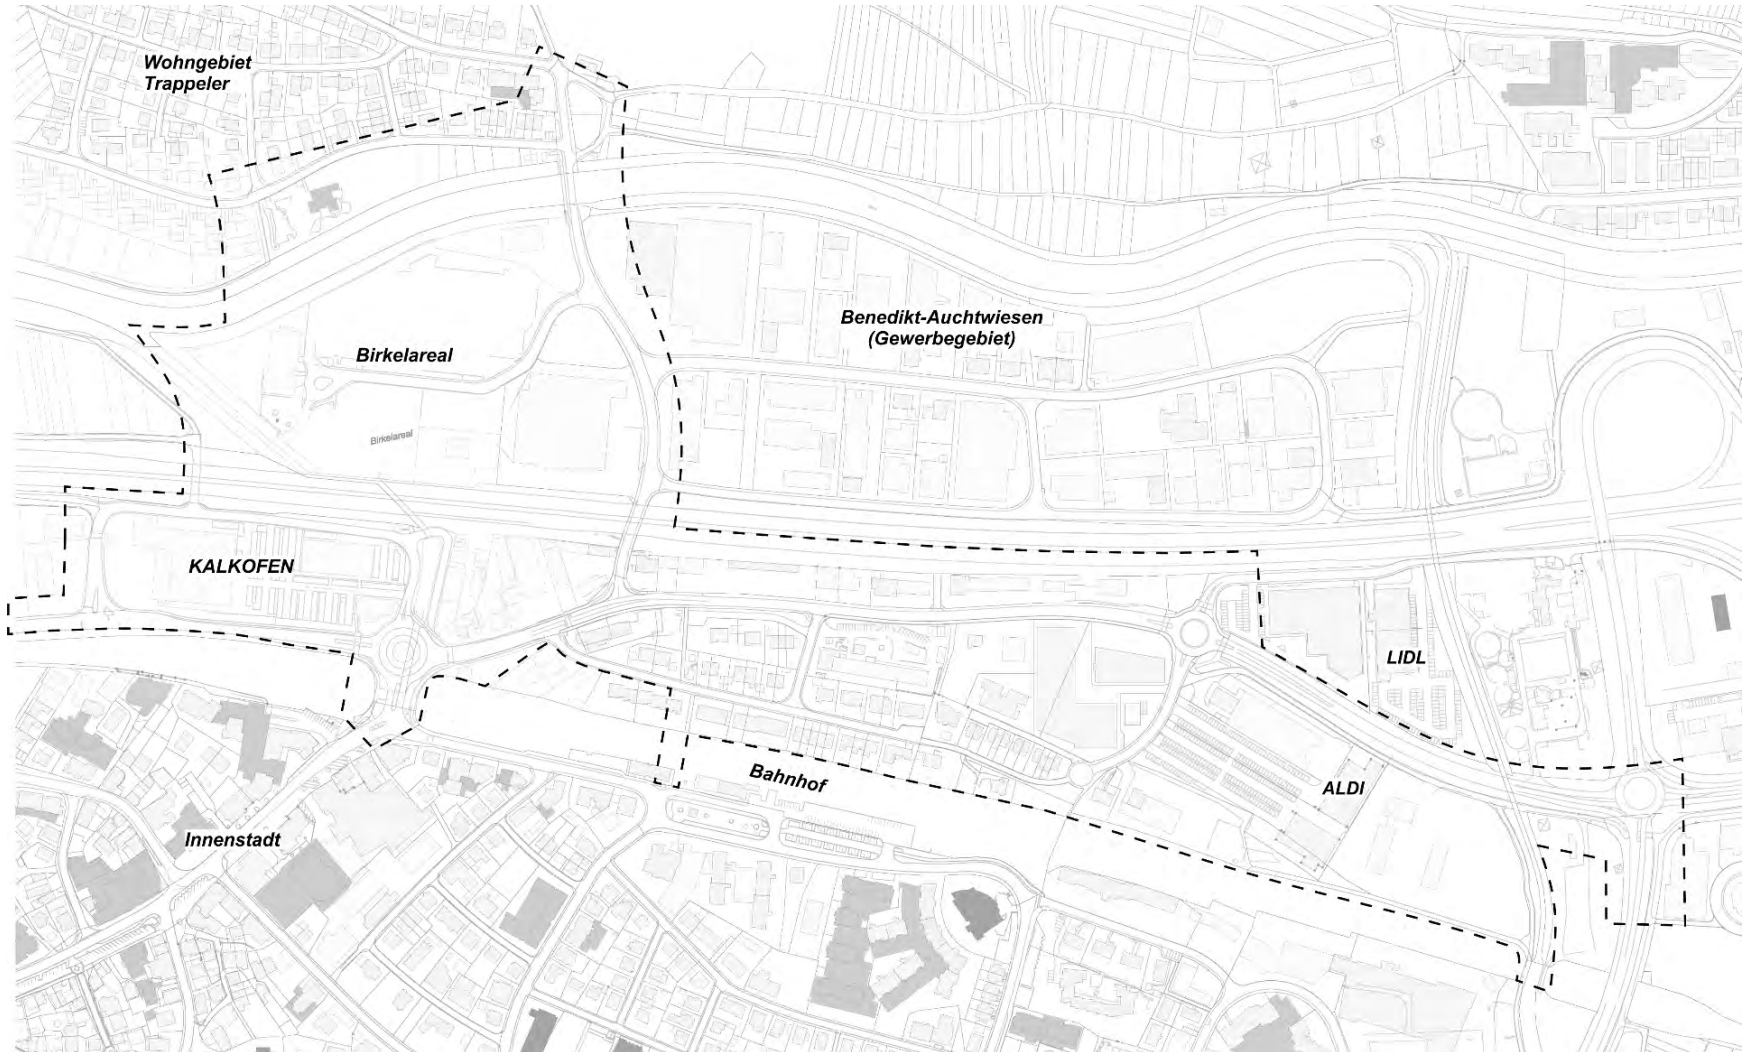 Wohngebiet
Trappeler
Benedikt-Auchtwiesen
(Gewerbegebiet)
Birkelareal
Birkelareal
KALKOFEN
LIDL
Bahnhof
ALDI
Innenstadt